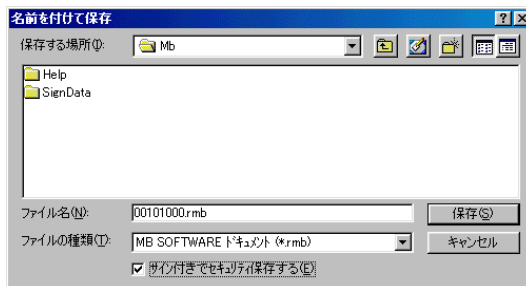 名前を付けて保存
保存する場所(I): Mb
Help
SignData
ファイル名(N): 00101000.rmb 保存(S)
ファイルの種類(T): MB SOFTWARE ドキュメント (*.rmb) キャンセル
サイン付きでセキュリティ保存する(E)